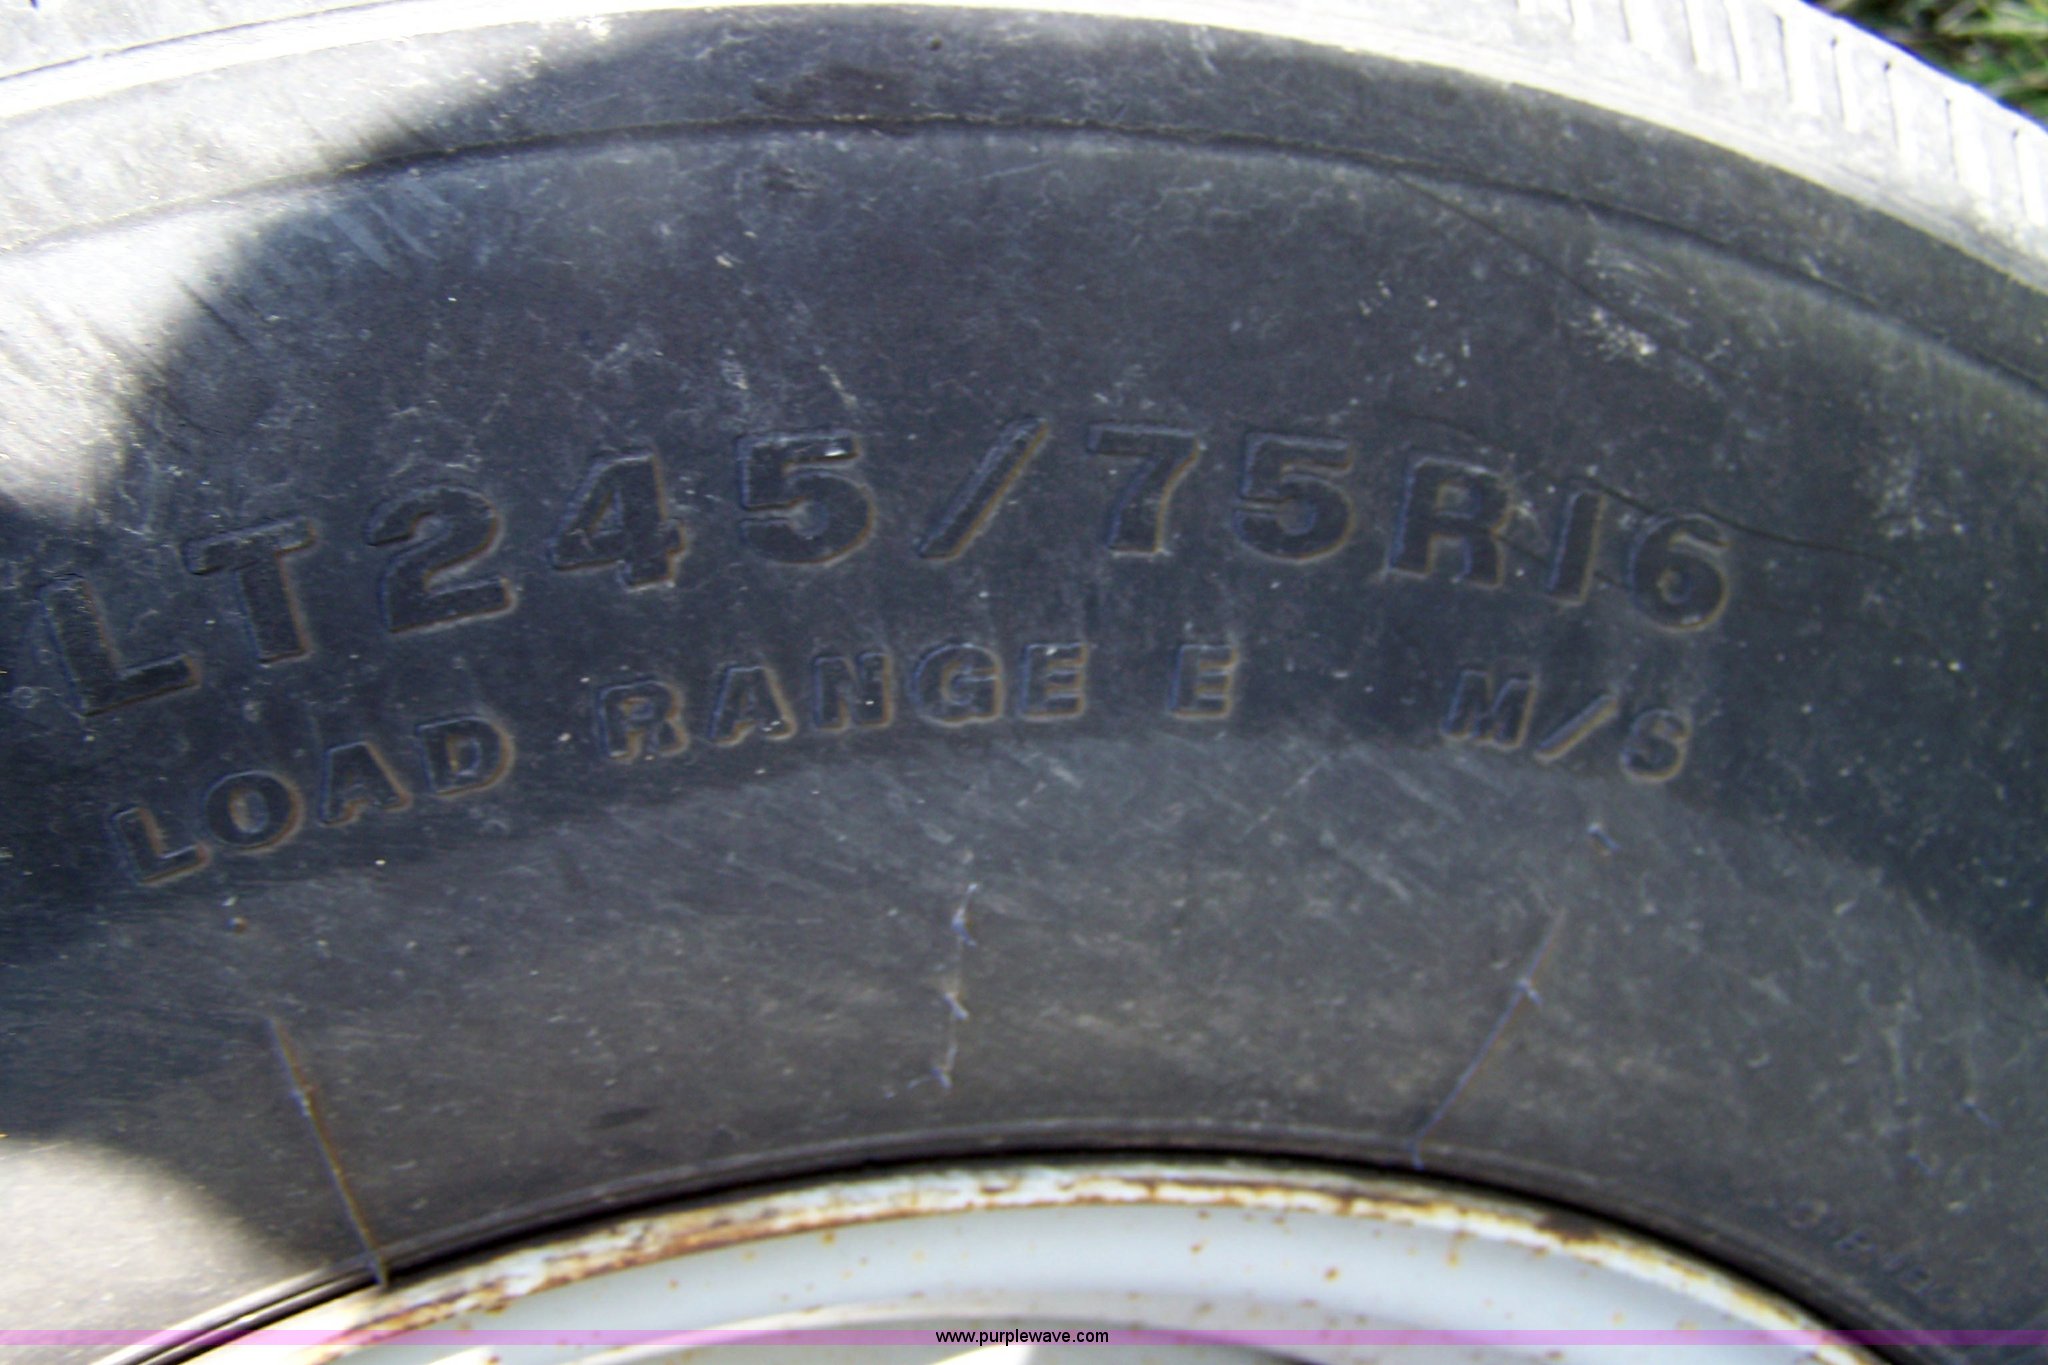 LT245/75R16
LOAD RANGE E M/S
www.purplewave.com